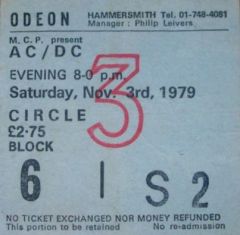 ODEON HAMMERSMITH Tel. 01-748-4081
Manager : Philip Leivers
M. C. P. present
AC/DC
EVENING 8-0 p.m.
Saturday, Nov. 3rd, 1979
3
CIRCLE
£2·75
BLOCK
6 S 2
NO TICKET EXCHANGED NOR MONEY REFUNDED
This portion to be retained No re-admission